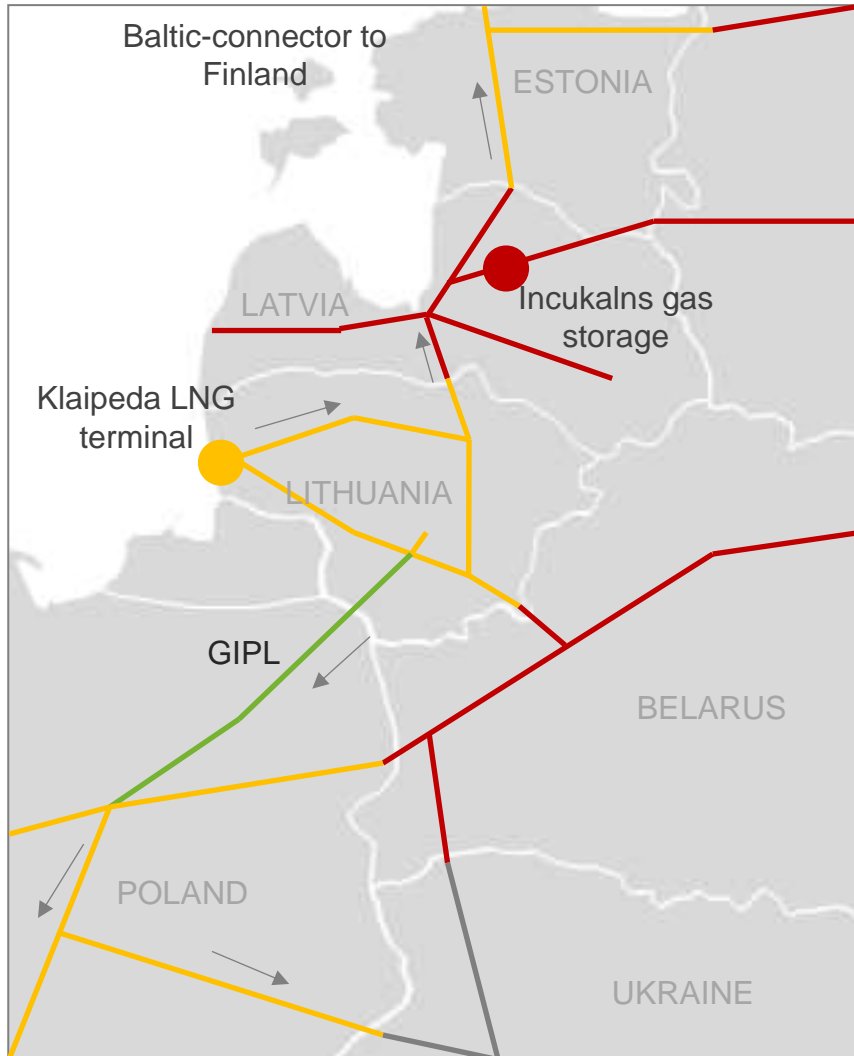 Baltic-connector to
Finland
ESTONIA
LATVIA
Incukalns gas
storage
Klaipeda LNG
terminal
LITHUANIA
GIPL
BELARUS
POLAND
UKRAINE